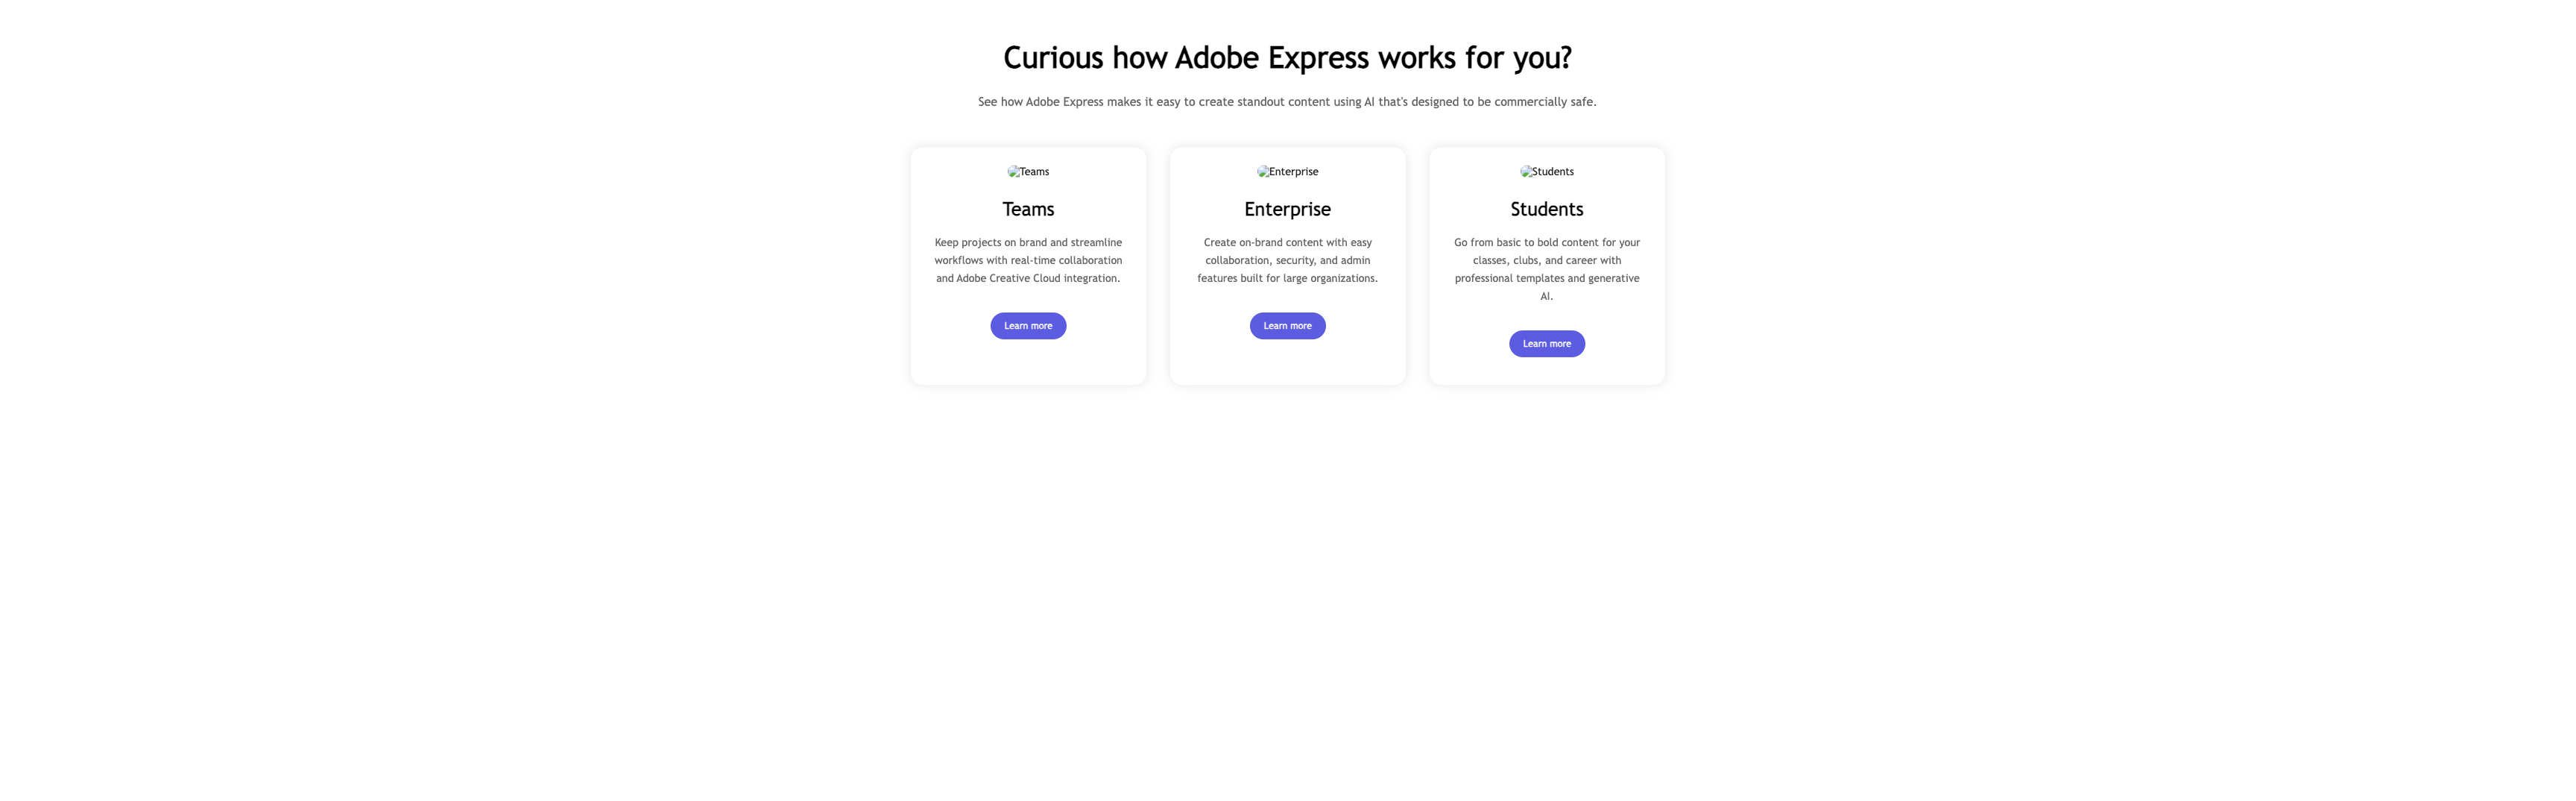 Curious how Adobe Express works for you?
See how Adobe Express makes it easy to create standout content using AI that's designed to be commercially safe.
Teams
Teams
Keep projects on brand and streamline
workflows with real-time collaboration
and Adobe Creative Cloud integration.
Learn more
Enterprise
Enterprise
Create on-brand content with easy
collaboration, security, and admin
features built for large organizations.
Learn more
Students
Students
Go from basic to bold content for your
classes, clubs, and career with
professional templates and generative
AI.
Learn more